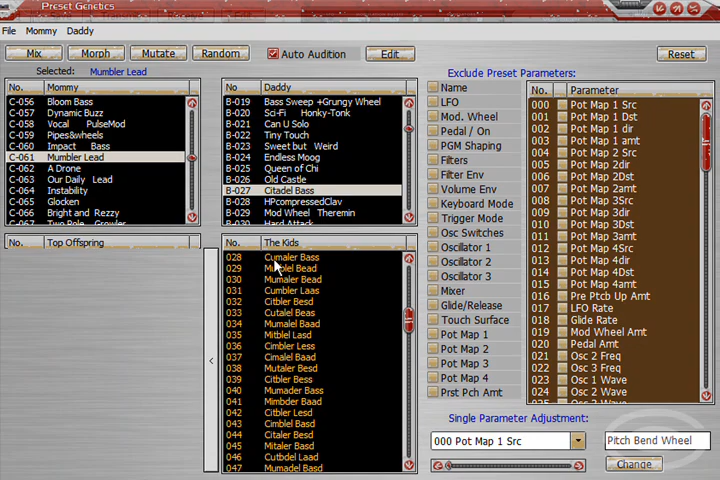 Preset Genetics
File Mommy Daddy
Mix Morph Mutate Random Auto Audition Edit Reset
Selected: Mumbler Lead
No. Mommy
C-056 Bloom Bass
C-057 Dynamic Buzz
C-058 Vocal PulseMod
C-059 Pipes&wheels
C-060 Impact Bass
C-061 Mumbler Lead
C-062 A Drone
C-063 Our Daily Lead
C-064 Instability
C-065 Glocken
C-066 Bright and Rezzy
C-067 Two Pole Growler
No. Daddy
B-019 Bass Sweep +Grungy Wheel
B-020 Sci-Fi Honky-Tonk
B-021 Can U Solo
B-022 Tiny Touch
B-023 Sweet but Weird
B-024 Endless Moog
B-025 Queen of Chi
B-026 Old Castle
B-027 Citadel Bass
B-028 HPcompressedClav
B-029 Mod Wheel Theremin
B-030 Hard Attack
No. Top Offspring
<
No. The Kids
028 Cumaler Bass
029 Mumblel Bead
030 Mumaler Bead
031 Cumbler Laas
032 Citbler Besd
033 Cutalel Beas
034 Mumalel Baad
035 Mitblel Lasd
036 Cimbler Less
037 Cimalel Baad
038 Mutaler Besd
039 Citbler Bess
040 Mumader Bass
041 Mimbder Baad
042 Citbler Lesd
043 Cimblel Basd
044 Citaler Besd
045 Mitaler Basd
046 Cutbdel Laad
047 Mumadel Basd
Exclude Preset Parameters:
Name
LFO
Mod. Wheel
Pedal / On
PGM Shaping
Filters
Filter Env
Volume Env
Keyboard Mode
Trigger Mode
Osc Switches
Oscillator 1
Oscillator 2
Oscillator 3
Mixer
Glide/Release
Touch Surface
Pot Map 1
Pot Map 2
Pot Map 3
Pot Map 4
Prst Pch Amt
No. Parameter
000 Pot Map 1 Src
001 Pot Map 1 Dst
002 Pot Map 1 dir
003 Pot Map 1 amt
004 Pot Map 2 Src
005 Pot Map 2dir
006 Pot Map 2Dst
007 Pot Map 2amt
008 Pot Map 3Src
009 Pot Map 3dir
010 Pot Map 3Dst
011 Pot Map 3amt
012 Pot Map 4Src
013 Pot Map 4dir
014 Pot Map 4Dst
015 Pot Map 4amt
016 Pre Ptcb Up Amt
017 LFO Rate
018 Glide Rate
019 Mod Wheel Amt
020 Pedal Amt
021 Osc 2 Freq
022 Osc 3 Freq
023 Osc 1 Wave
024 Osc 2 Wave
025 Osc 3 Wave
Single Parameter Adjustment:
000 Pot Map 1 Src Pitch Bend Wheel
Change